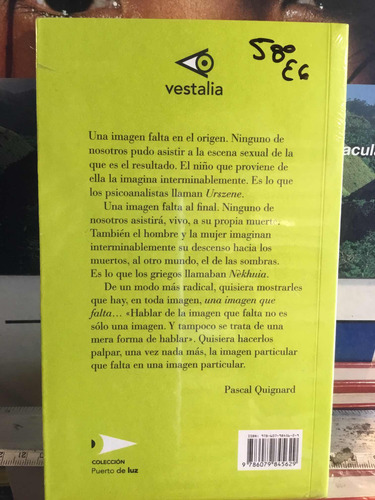 580
E6
vestalia
Una imagen falta en el origen. Ninguno de
nosotros pudo asistir a la escena sexual de la
que es el resultado. El niño que proviene de
ella la imagina interminablemente. Es lo que
los psicoanalistas llaman Urszene.
Una imagen falta al final. Ninguno de
nosotros asistirá, vivo, a su propia muerte.
También el hombre y la mujer imaginan
interminablemente su descenso hacia los
muertos, al otro mundo, el de las sombras.
Es lo que los griegos llamaban Nèkhuia.
De un modo más radical, quisiera mostrarles
que hay, en toda imagen, una imagen que
falta… «Hablar de la imagen que falta no es
sólo una imagen. Y tampoco se trata de una
mera forma de hablar». Quisiera hacerlos
palpar, una vez nada más, la imagen particular
que falta en una imagen particular.
Pascal Quignard
COLECCIÓN
Puerto de luz
9 786079 845629